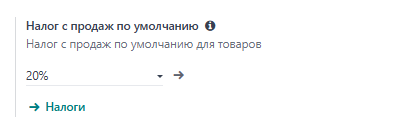 Налог с продаж по умолчанию
Налог с продаж по умолчанию для товаров
20%
Налоги